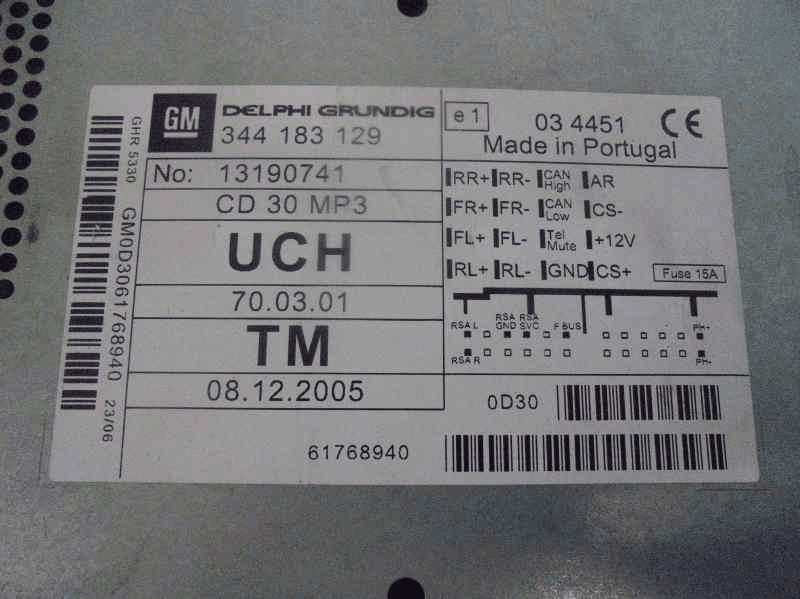 GM DELPHI GRUNDIG
344 183 129
No: 13190741
CD 30 MP3
UCH
70.03.01
TM
08.12.2005
61768940
e 1 03 4451 CE
Made in Portugal
RR+ RR- CAN High AR
FR+ FR- CAN Low CS-
FL+ FL- Tel Mute +12V
RL+ RL- GND CS+ Fuse 15A
RSA L RSA GND RSA SVC F BUS PH+
RSA R PH-
0D30
GHR 5330
GM0D3061768940 23/06